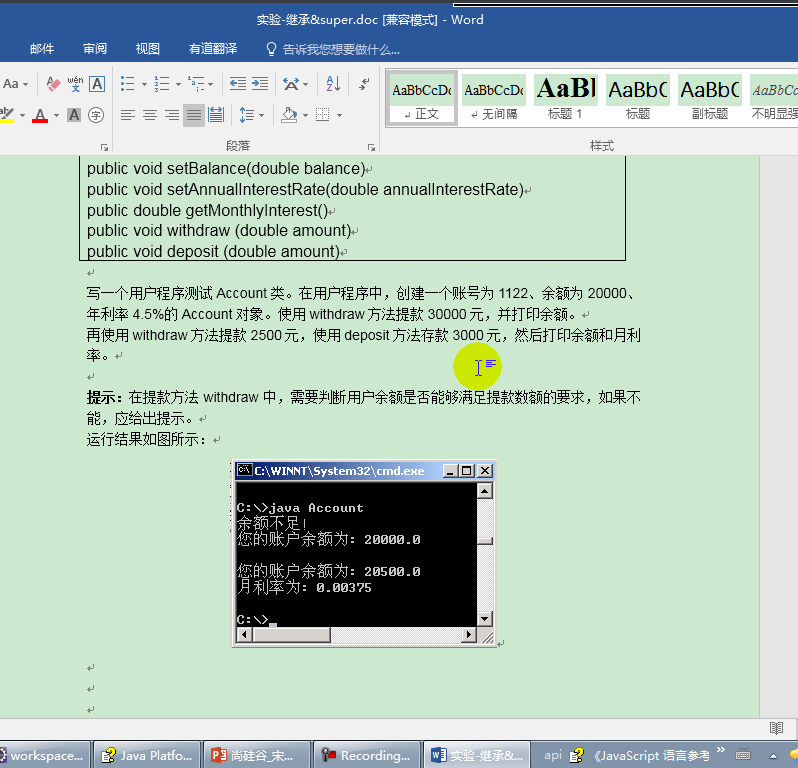 实验-继承&super.doc [兼容模式] - Word
邮件 审阅 视图 有道翻译 告诉我您想要做什么...
Aa wén A
AaBbCcDc AaBbCcDc AaBl AaBbC AaBbC AaBbCc
正文 无间隔 标题 1 标题 副标题 不明显强
段落 样式
public void setBalance(double balance)
public void setAnnualInterestRate(double annualInterestRate)
public double getMonthlyInterest()
public void withdraw (double amount)
public void deposit (double amount)
写一个用户程序测试 Account 类。在用户程序中，创建一个账号为 1122、余额为 20000、
年利率 4.5%的 Account 对象。使用 withdraw 方法提款 30000 元，并打印余额。
再使用 withdraw 方法提款 2500 元，使用 deposit 方法存款 3000 元，然后打印余额和月利
率。
提示：在提款方法 withdraw 中，需要判断用户余额是否能够满足提款数额的要求，如果不
能，应给出提示。
运行结果如图所示：
C:\WINNT\System32\cmd.exe
C:\>java Account
余额不足!
您的账户余额为: 20000.0
您的账户余额为: 20500.0
月利率为: 0.00375
C:\>
workspace... Java Platfo... 尚硅谷_宋... Recording... 实验-继承&... api 《JavaScript 语言参考